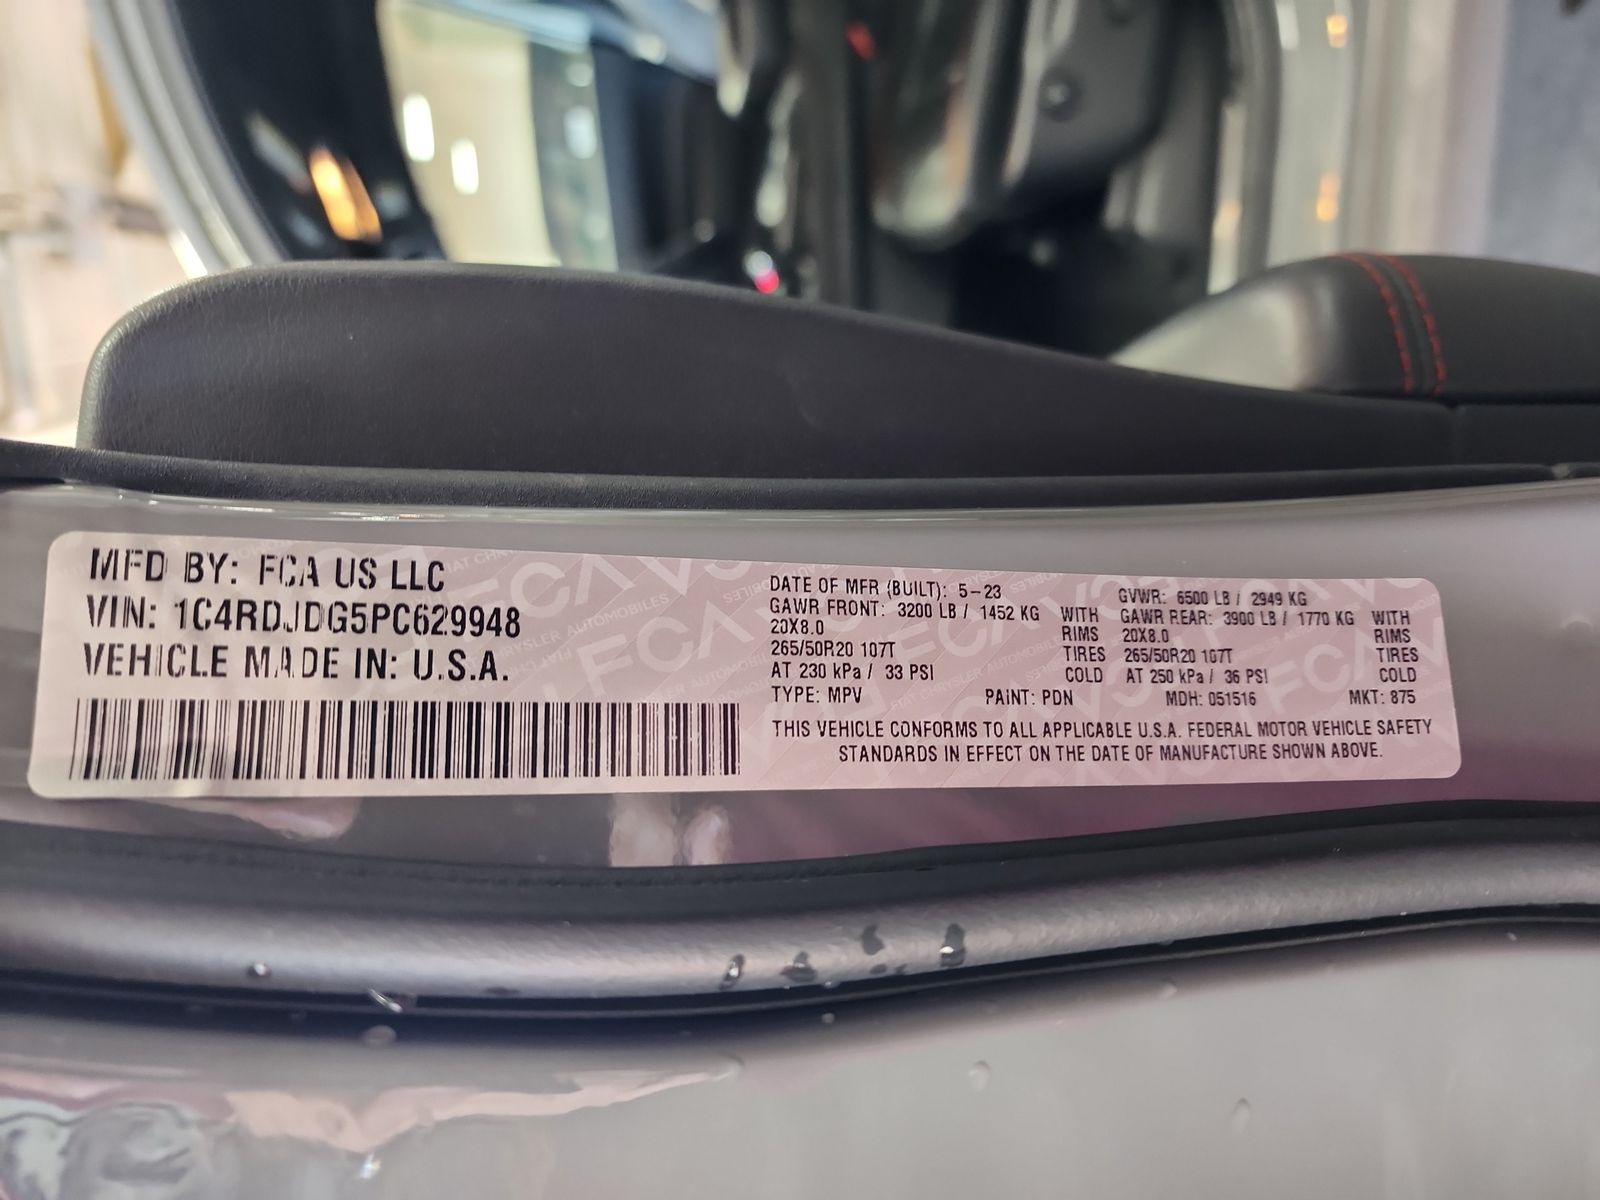 MFD BY: FCA US LLC
VIN: 1C4RDJDG5PC629948
VEHICLE MADE IN: U.S.A.
DATE OF MFR (BUILT): 5-23
GAWR FRONT: 3200 LB / 1452 KG WITH
20X8.0 RIMS
265/50R20 107T TIRES
AT 230 kPa / 33 PSI COLD
GVWR: 6500 LB / 2949 KG
GAWR REAR: 3900 LB / 1770 KG WITH
20X8.0 RIMS
265/50R20 107T TIRES
AT 250 kPa / 36 PSI COLD
TYPE: MPV PAINT: PDN MDH: 051516 MKT: 875
THIS VEHICLE CONFORMS TO ALL APPLICABLE U.S.A. FEDERAL MOTOR VEHICLE SAFETY
STANDARDS IN EFFECT ON THE DATE OF MANUFACTURE SHOWN ABOVE.